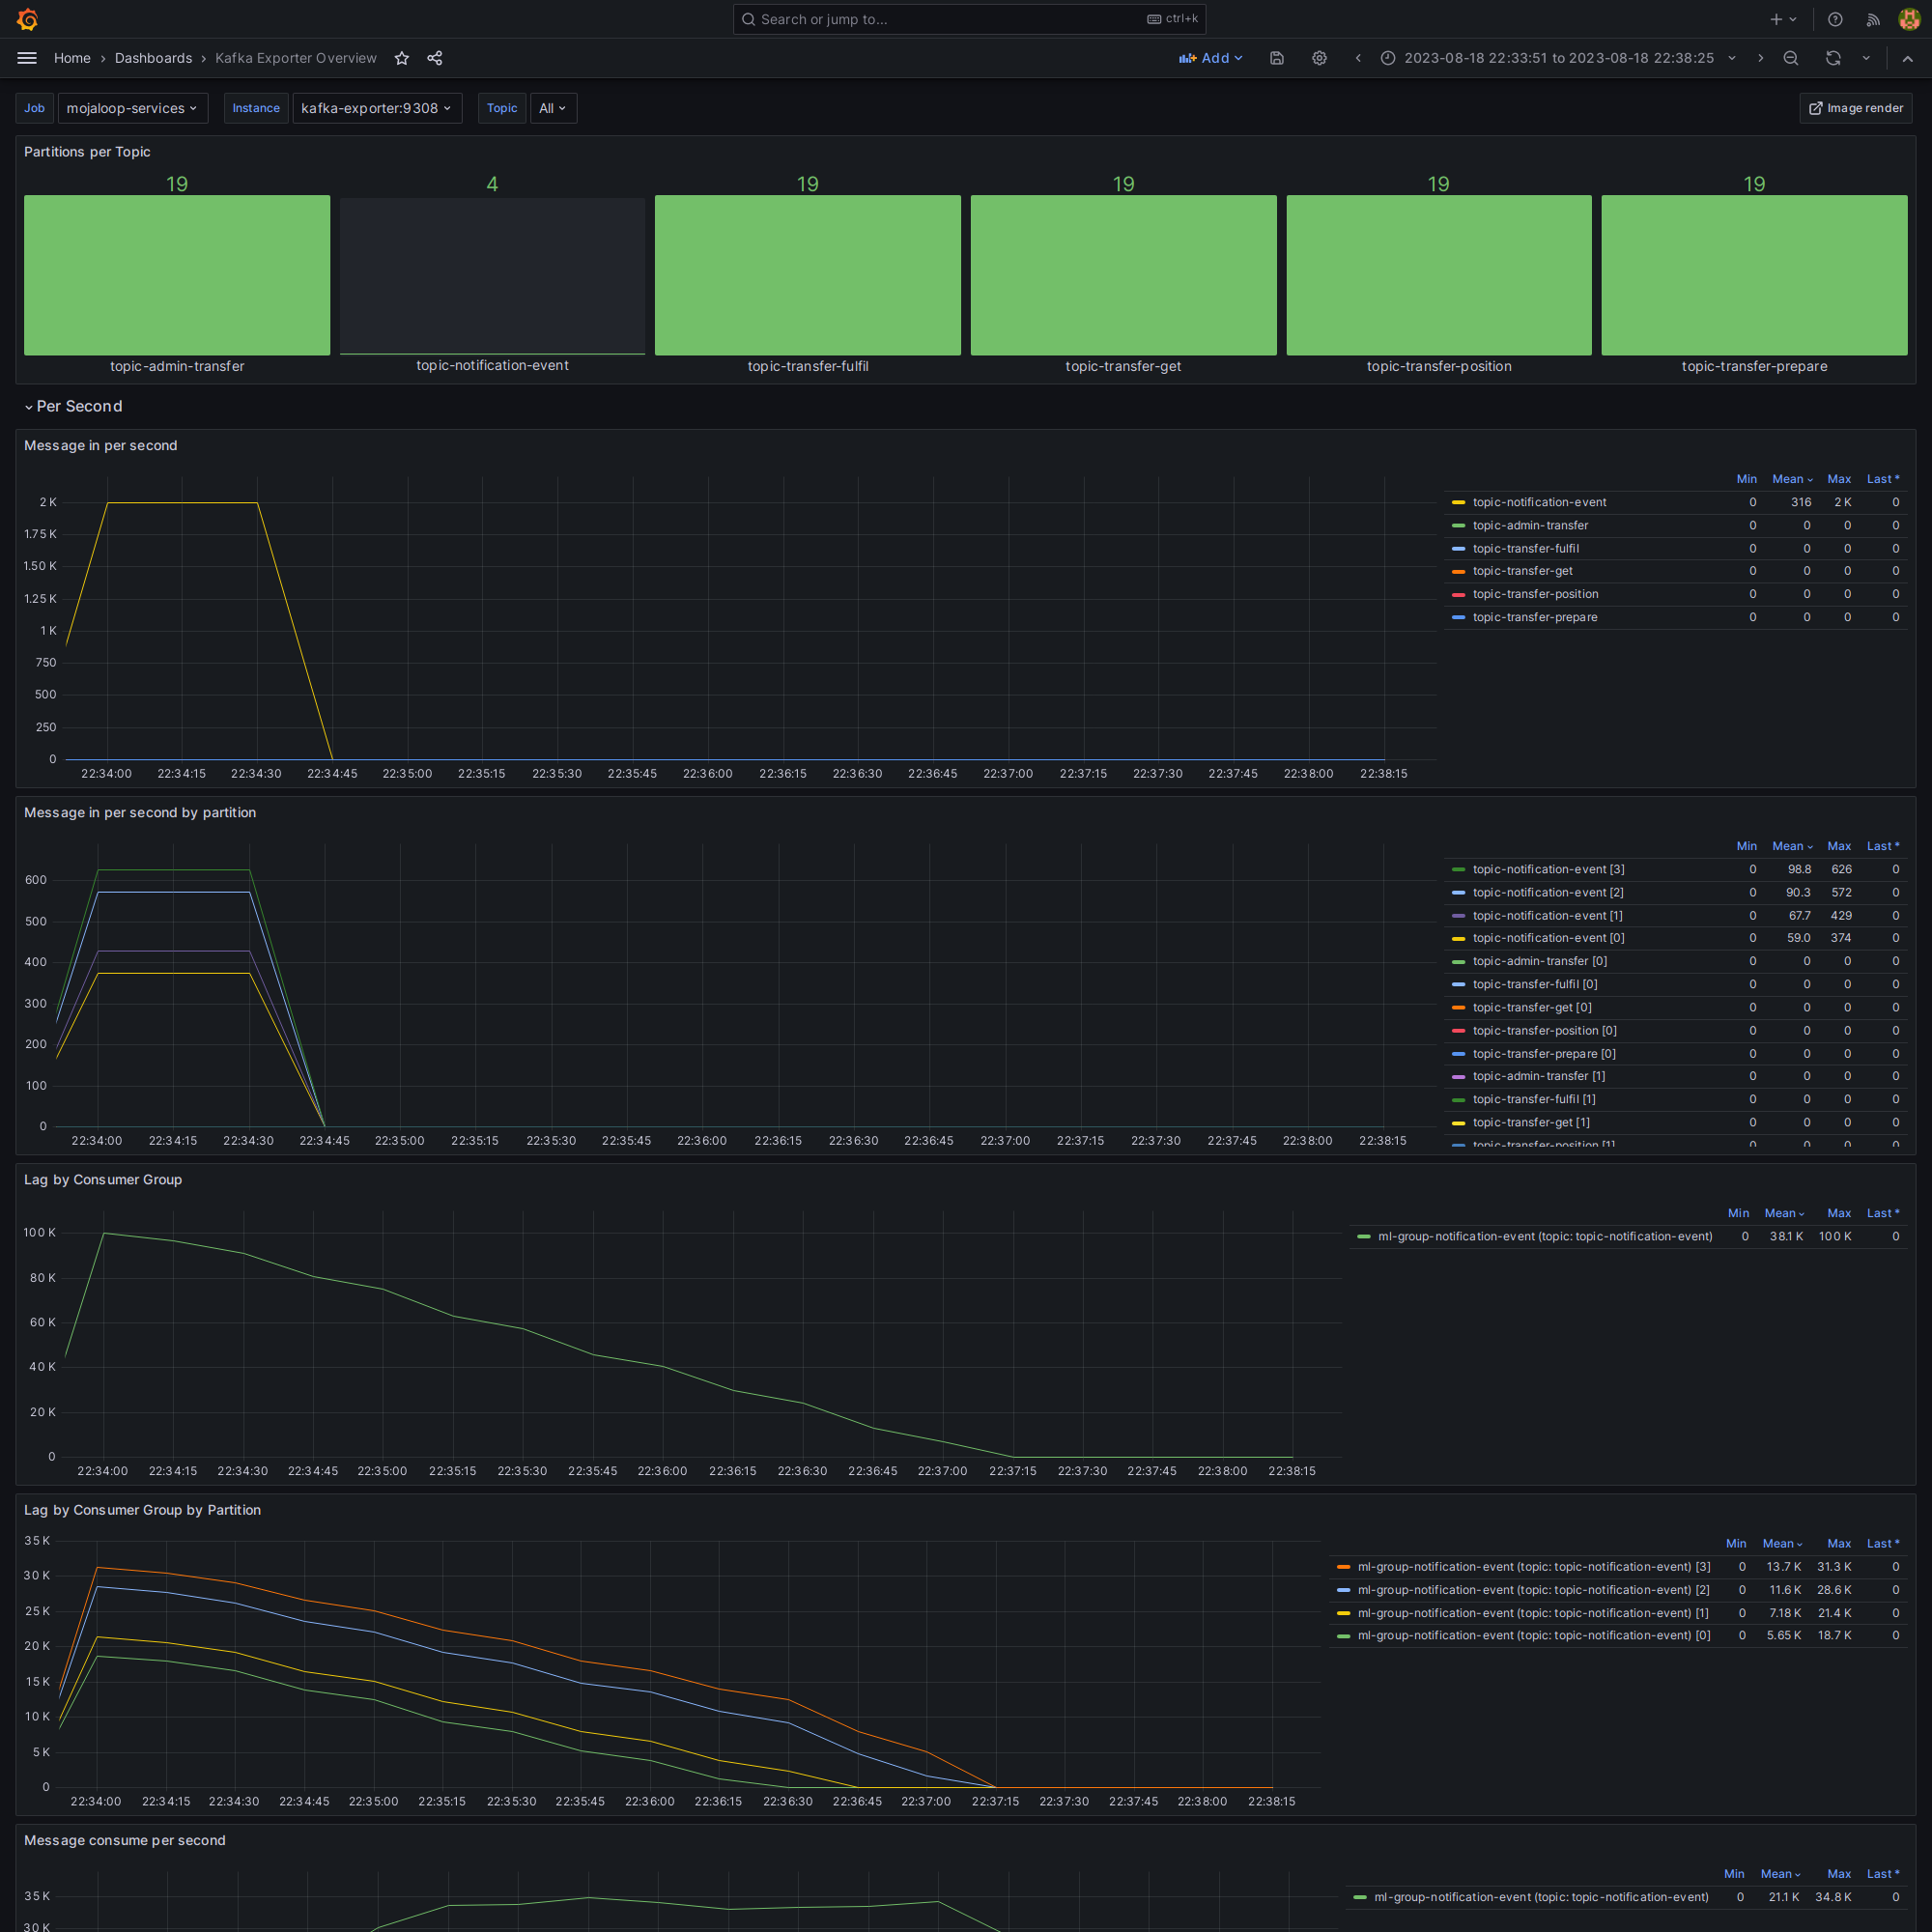 Search or jump to... ctrl+k
Home › Dashboards › Kafka Exporter Overview Add 2023-08-18 22:33:51 to 2023-08-18 22:38:25
Job mojaloop-services Instance kafka-exporter:9308 Topic All Image render
Partitions per Topic
19 4 19 19 19 19
topic-admin-transfer topic-notification-event topic-transfer-fulfil topic-transfer-get topic-transfer-position topic-transfer-prepare
Per Second
Message in per second
2 K
1.75 K
1.50 K
1.25 K
1 K
750
500
250
0
22:34:00 22:34:15 22:34:30 22:34:45 22:35:00 22:35:15 22:35:30 22:35:45 22:36:00 22:36:15 22:36:30 22:36:45 22:37:00 22:37:15 22:37:30 22:37:45 22:38:00 22:38:15
Min Mean Max Last *
topic-notification-event 0 316 2 K 0
topic-admin-transfer 0 0 0 0
topic-transfer-fulfil 0 0 0 0
topic-transfer-get 0 0 0 0
topic-transfer-position 0 0 0 0
topic-transfer-prepare 0 0 0 0
Message in per second by partition
600
500
400
300
200
100
0
22:34:00 22:34:15 22:34:30 22:34:45 22:35:00 22:35:15 22:35:30 22:35:45 22:36:00 22:36:15 22:36:30 22:36:45 22:37:00 22:37:15 22:37:30 22:37:45 22:38:00 22:38:15
Min Mean Max Last *
topic-notification-event [3] 0 98.8 626 0
topic-notification-event [2] 0 90.3 572 0
topic-notification-event [1] 0 67.7 429 0
topic-notification-event [0] 0 59.0 374 0
topic-admin-transfer [0] 0 0 0 0
topic-transfer-fulfil [0] 0 0 0 0
topic-transfer-get [0] 0 0 0 0
topic-transfer-position [0] 0 0 0 0
topic-transfer-prepare [0] 0 0 0 0
topic-admin-transfer [1] 0 0 0 0
topic-transfer-fulfil [1] 0 0 0 0
topic-transfer-get [1] 0 0 0 0
topic-transfer-position [1] 0 0 0 0
Lag by Consumer Group
100 K
80 K
60 K
40 K
20 K
0
22:34:00 22:34:15 22:34:30 22:34:45 22:35:00 22:35:15 22:35:30 22:35:45 22:36:00 22:36:15 22:36:30 22:36:45 22:37:00 22:37:15 22:37:30 22:37:45 22:38:00 22:38:15
Min Mean Max Last *
ml-group-notification-event (topic: topic-notification-event) 0 38.1 K 100 K 0
Lag by Consumer Group by Partition
35 K
30 K
25 K
20 K
15 K
10 K
5 K
0
22:34:00 22:34:15 22:34:30 22:34:45 22:35:00 22:35:15 22:35:30 22:35:45 22:36:00 22:36:15 22:36:30 22:36:45 22:37:00 22:37:15 22:37:30 22:37:45 22:38:00 22:38:15
Min Mean Max Last *
ml-group-notification-event (topic: topic-notification-event) [3] 0 13.7 K 31.3 K 0
ml-group-notification-event (topic: topic-notification-event) [2] 0 11.6 K 28.6 K 0
ml-group-notification-event (topic: topic-notification-event) [1] 0 7.18 K 21.4 K 0
ml-group-notification-event (topic: topic-notification-event) [0] 0 5.65 K 18.7 K 0
Message consume per second
35 K
30 K
Min Mean Max Last *
ml-group-notification-event (topic: topic-notification-event) 0 21.1 K 34.8 K 0